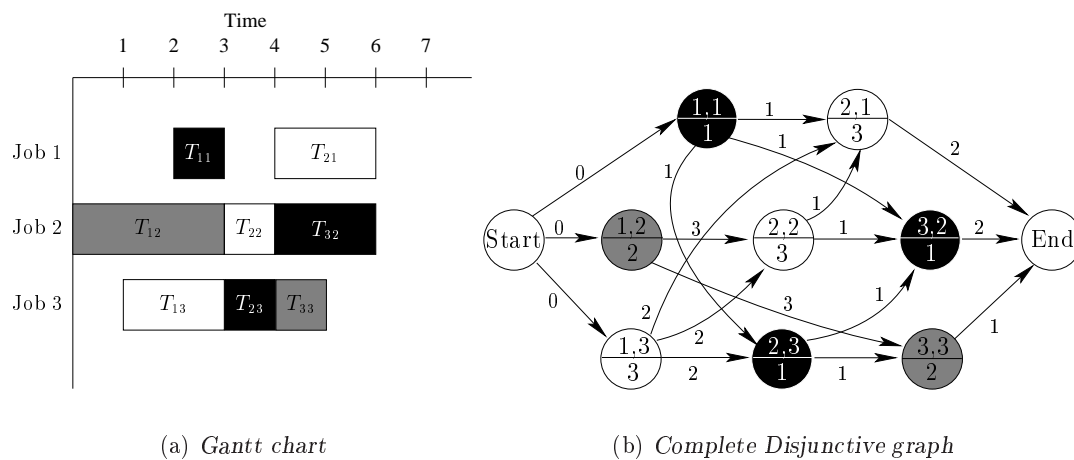 Time
1 2 3 4 5 6 7
Job 1
T11
T21
Job 2
T12
T22
T32
Job 3
T13
T23
T33
(a) Gantt chart
1,1
1
1
2,1
3
1
2
0
1
1
Start
0
1,2
2
3
2,2
3
1
3,2
1
2
End
0
2
3
1
1
1,3
3
2
2
2,3
1
1
3,3
2
(b) Complete Disjunctive graph